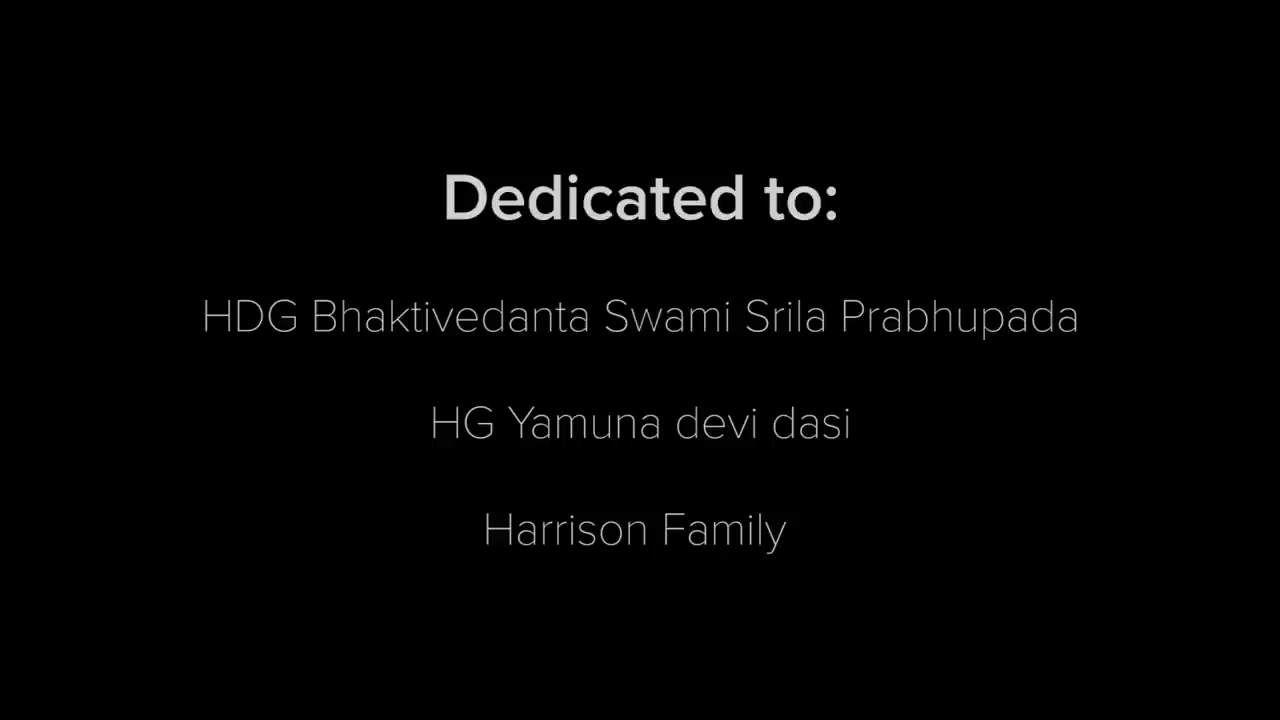 Dedicated to:
HDG Bhaktivedanta Swami Srila Prabhupada
HG Yamuna devi dasi
Harrison Family